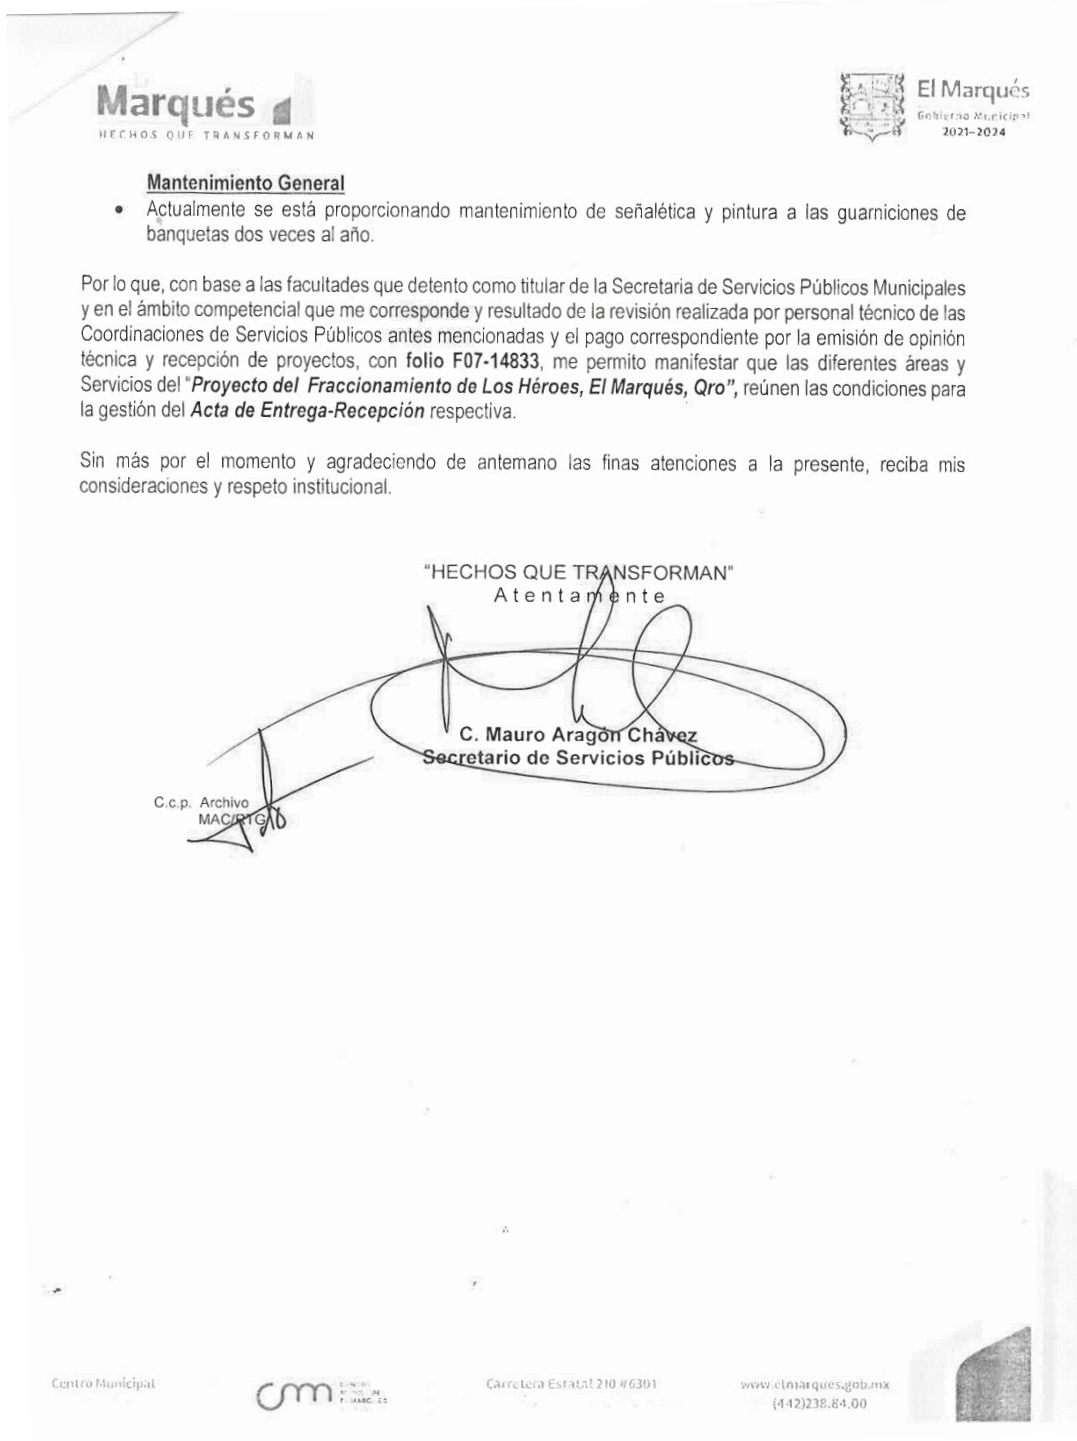 Marqués
HECHOS QUE TRANSFORMAN
El Marqués
Gobierno Municipal
2021-2024
Mantenimiento General
• Actualmente se está proporcionando mantenimiento de señalética y pintura a las guarniciones de
banquetas dos veces al año.
Por lo que, con base a las facultades que detento como titular de la Secretaria de Servicios Públicos Municipales
y en el ámbito competencial que me corresponde y resultado de la revisión realizada por personal técnico de las
Coordinaciones de Servicios Públicos antes mencionadas y el pago correspondiente por la emisión de opinión
técnica y recepción de proyectos, con folio F07-14833, me permito manifestar que las diferentes áreas y
Servicios del "Proyecto del Fraccionamiento de Los Héroes, El Marqués, Qro", reúnen las condiciones para
la gestión del Acta de Entrega-Recepción respectiva.
Sin más por el momento y agradeciendo de antemano las finas atenciones a la presente, reciba mis
consideraciones y respeto institucional.
"HECHOS QUE TRANSFORMAN"
Atentamente
C. Mauro Aragón Chávez
Secretario de Servicios Públicos
C.c.p. Archivo
MAC/RTG
Centro Municipal
cm
Carretera Estatal 210 #6301
www.elmarques.gob.mx
(442)238.84.00